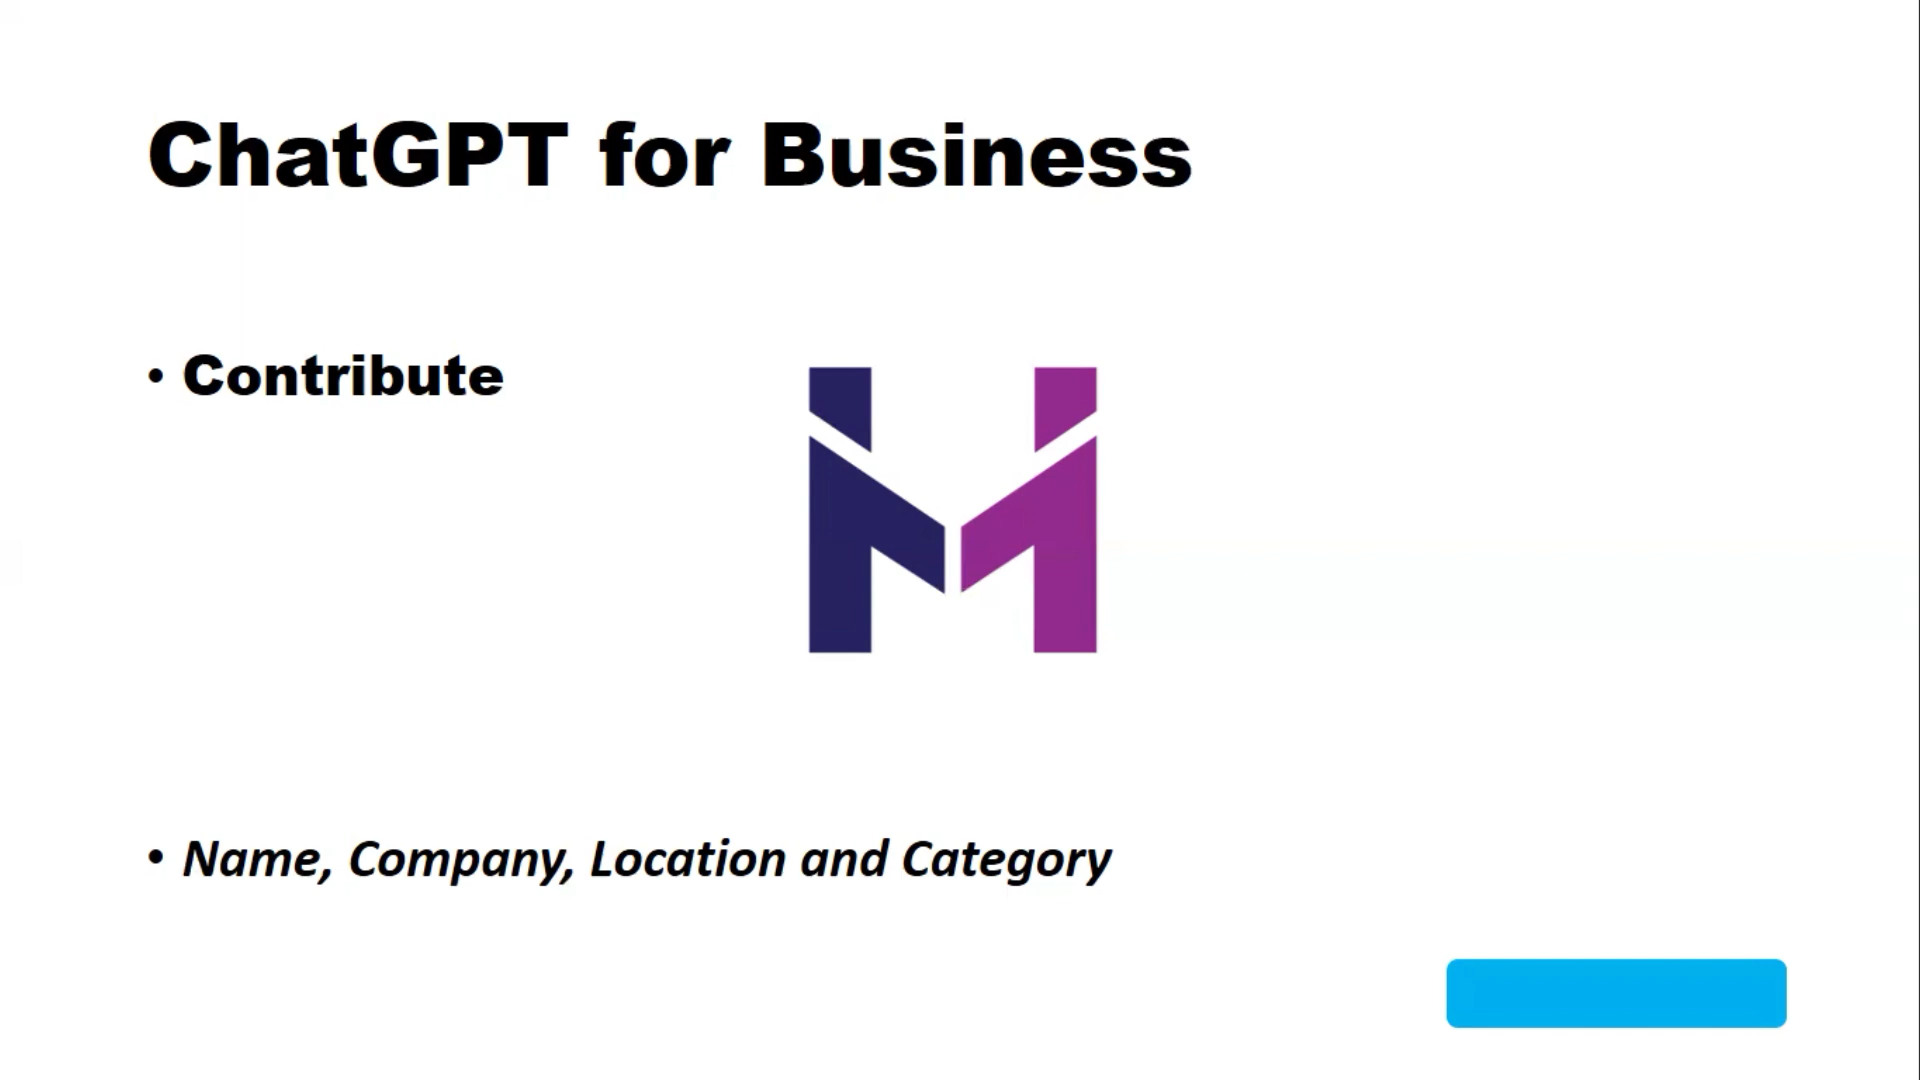 ChatGPT for Business
• Contribute
• Name, Company, Location and Category